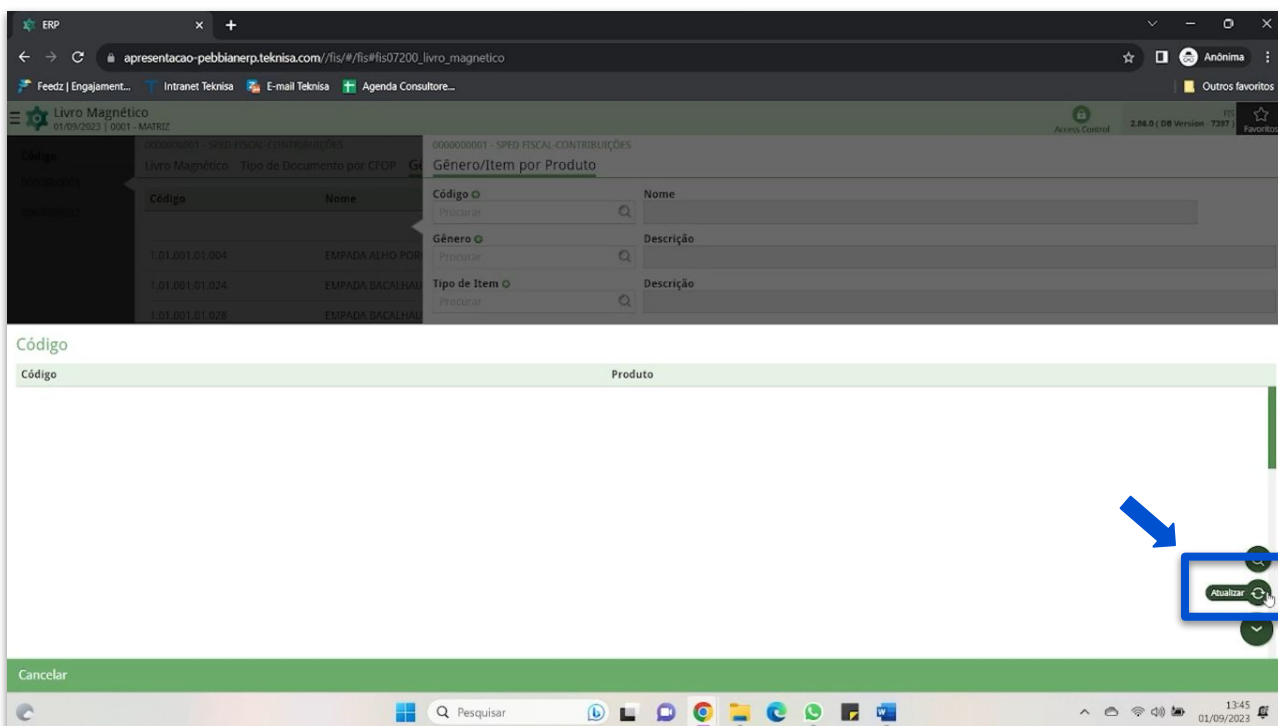 ERP
apresentacao-pebbianerp.teknisa.com//fis/#/fis#fis07200_livro_magnetico
Anônima
Feedz | Engajament... Intranet Teknisa E-mail Teknisa Agenda Consultore... Outros favoritos
Livro Magnético
01/09/2023 | 0001 - MATRIZ
Access Control
FIS
2.86.0 ( DB Version - 7397 )
Favoritos
Código
0000000001 - SPED FISCAL-CONTRIBUIÇÕES
Livro Magnético Tipo de Documento por CFOP Gê
Código Nome
1.01.001.01.004 EMPADA ALHO POR
1.01.001.01.024 EMPADA BACALHAU
1.01.001.01.028 EMPADA BACALHAU
0000000001 - SPED FISCAL-CONTRIBUIÇÕES
Gênero/Item por Produto
Código Nome
Procurar
Gênero Descrição
Procurar
Tipo de Item Descrição
Procurar
Código
Código Produto
Atualizar
Cancelar
Pesquisar
13:45
01/09/2023